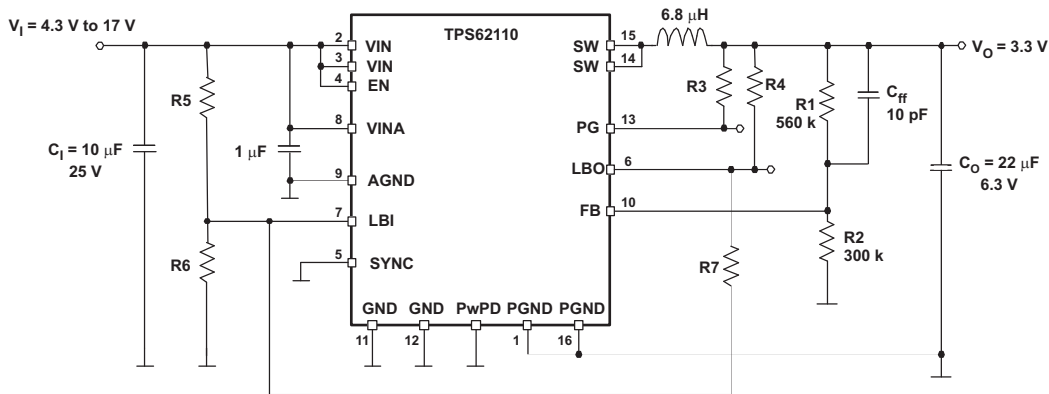 V_I = 4.3 V to 17 V
TPS62110
6.8 μH
V_O = 3.3 V
2
VIN
3
VIN
4
EN
SW
15
SW
14
R5
R3
R4
R1
560 k
C_ff
10 pF
8
VINA
PG
13
C_I = 10 μF
25 V
1 μF
9
AGND
LBO
6
C_O = 22 μF
6.3 V
7
LBI
FB
10
R6
5
SYNC
R7
R2
300 k
GND
GND
PwPD
PGND
PGND
11
12
1
16